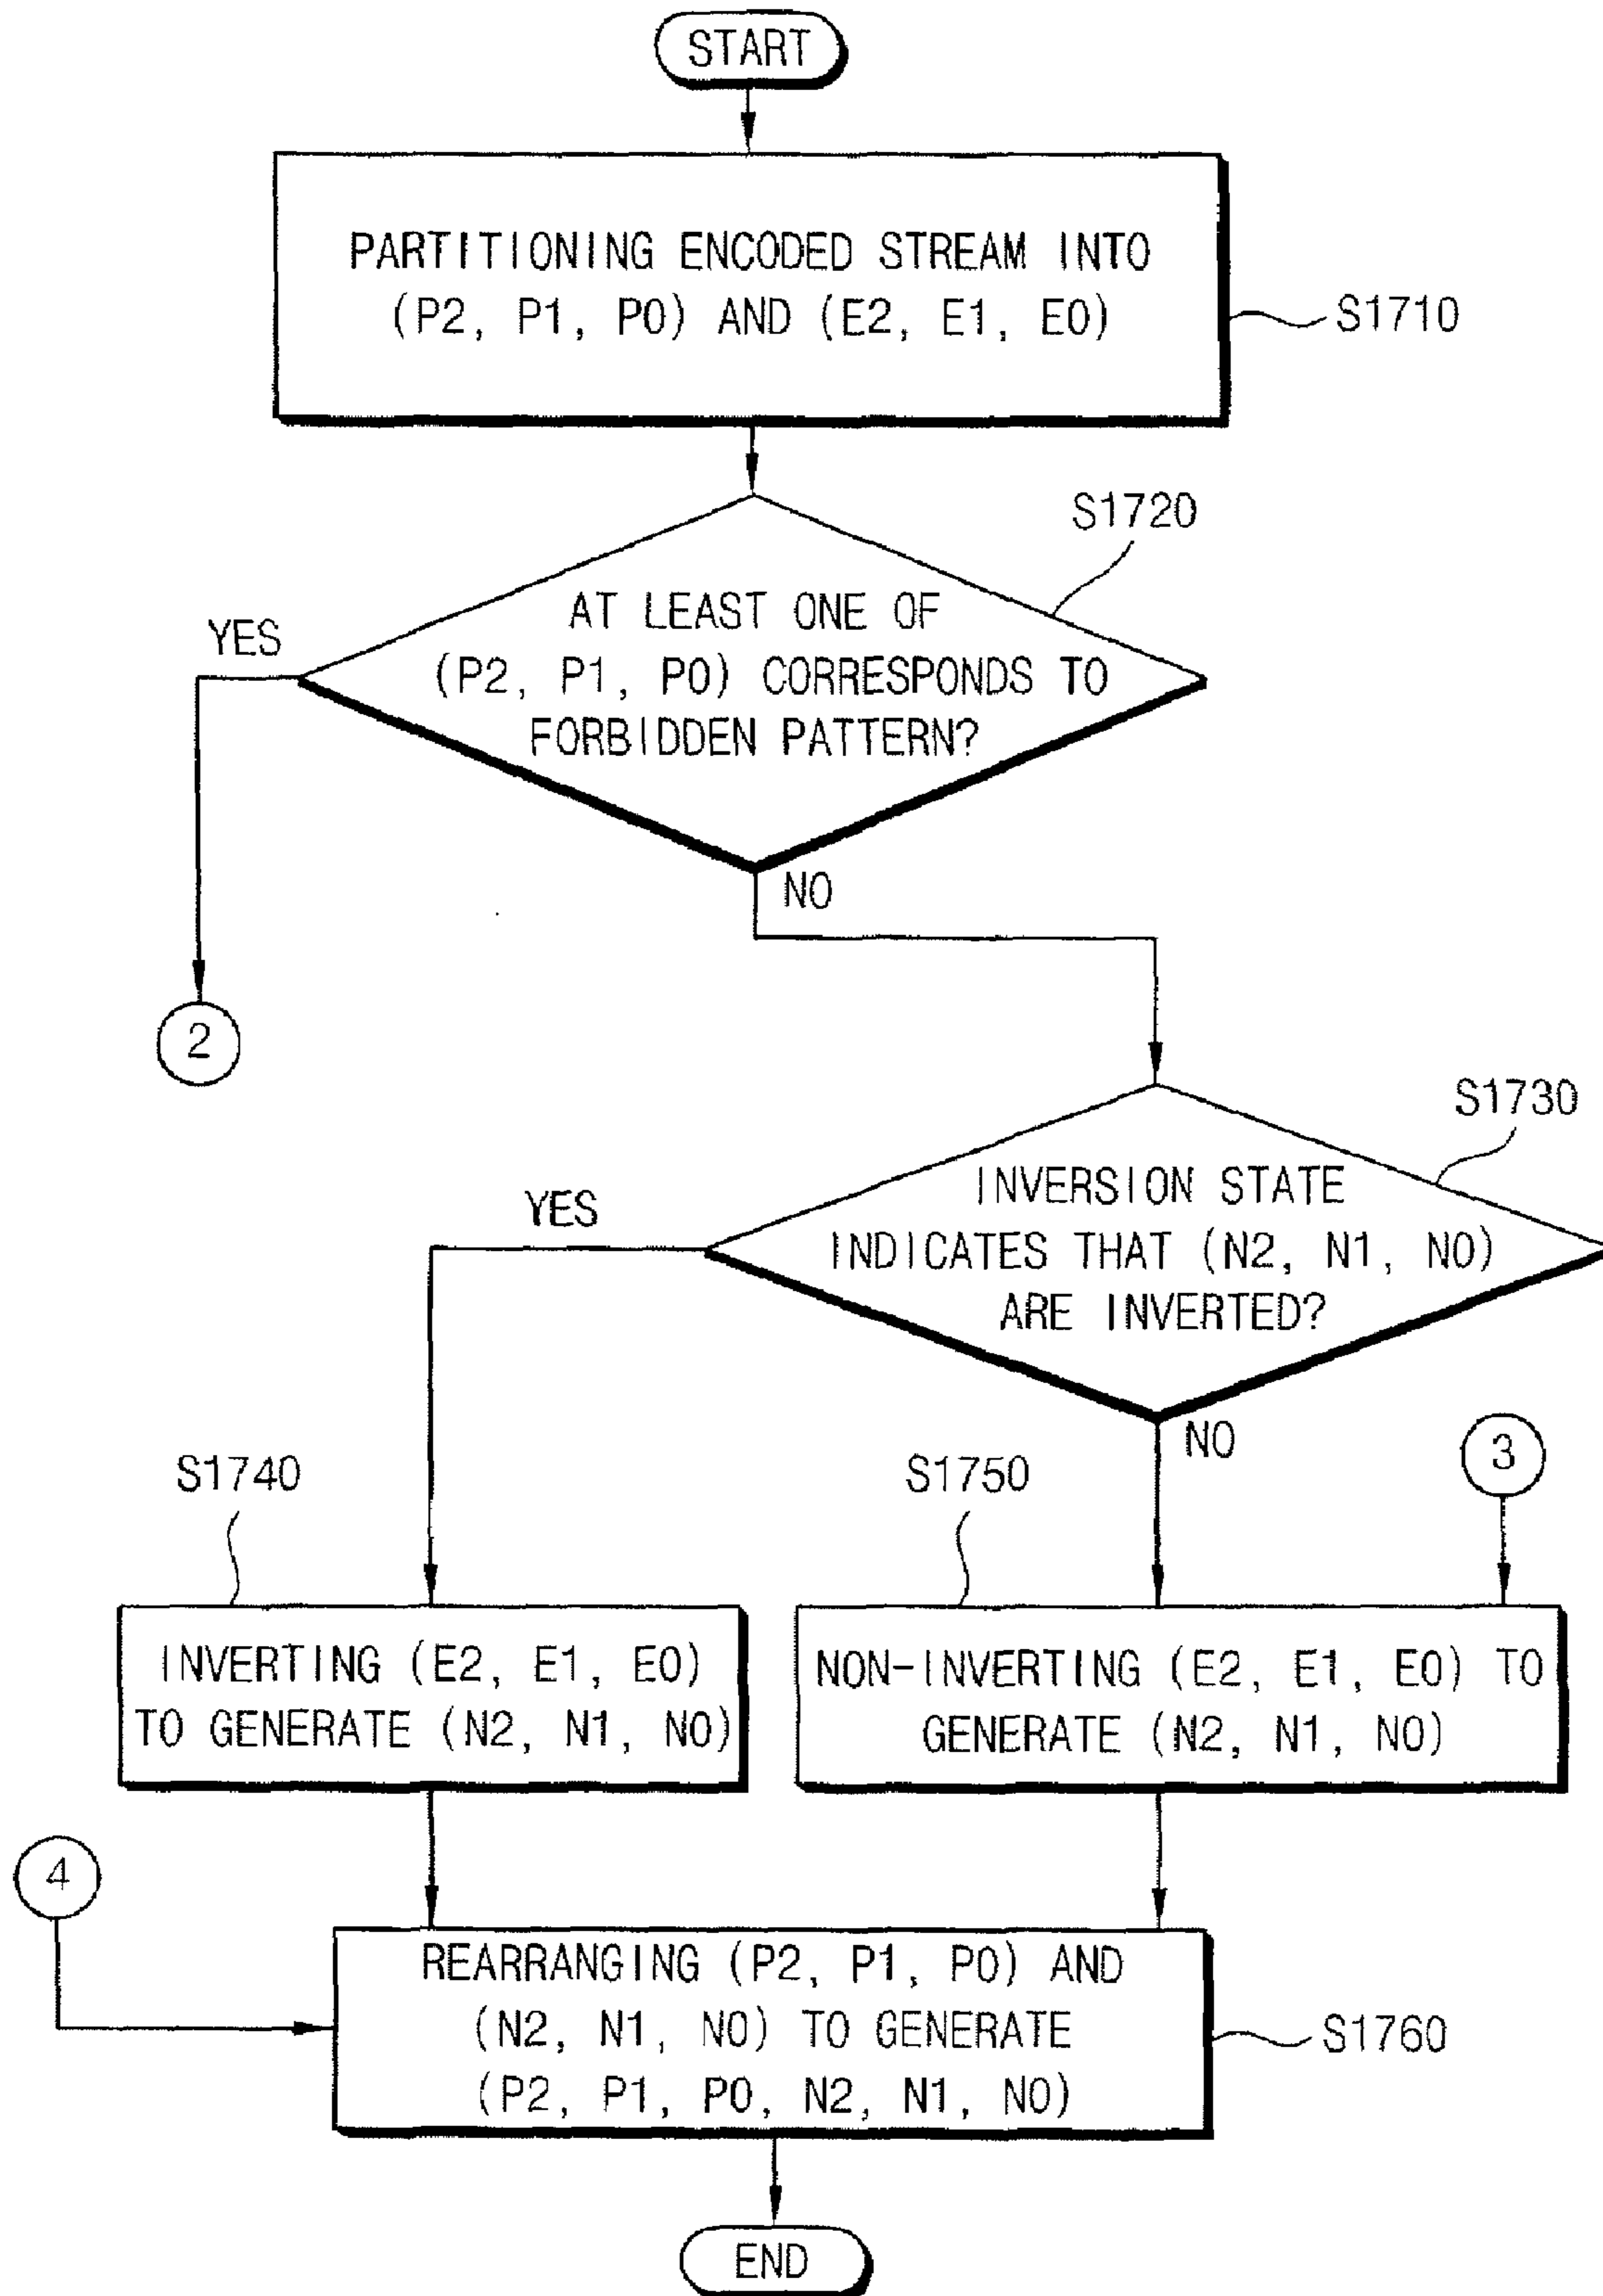 START
PARTITIONING ENCODED STREAM INTO
(P2, P1, P0) AND (E2, E1, E0)
S1710
S1720
AT LEAST ONE OF
(P2, P1, P0) CORRESPONDS TO
FORBIDDEN PATTERN?
YES
NO
2
S1730
INVERSION STATE
INDICATES THAT (N2, N1, N0)
ARE INVERTED?
YES
NO
3
S1740
S1750
INVERTING (E2, E1, E0)
TO GENERATE (N2, N1, N0)
NON-INVERTING (E2, E1, E0) TO
GENERATE (N2, N1, N0)
4
REARRANGING (P2, P1, P0) AND
(N2, N1, N0) TO GENERATE
(P2, P1, P0, N2, N1, N0)
S1760
END